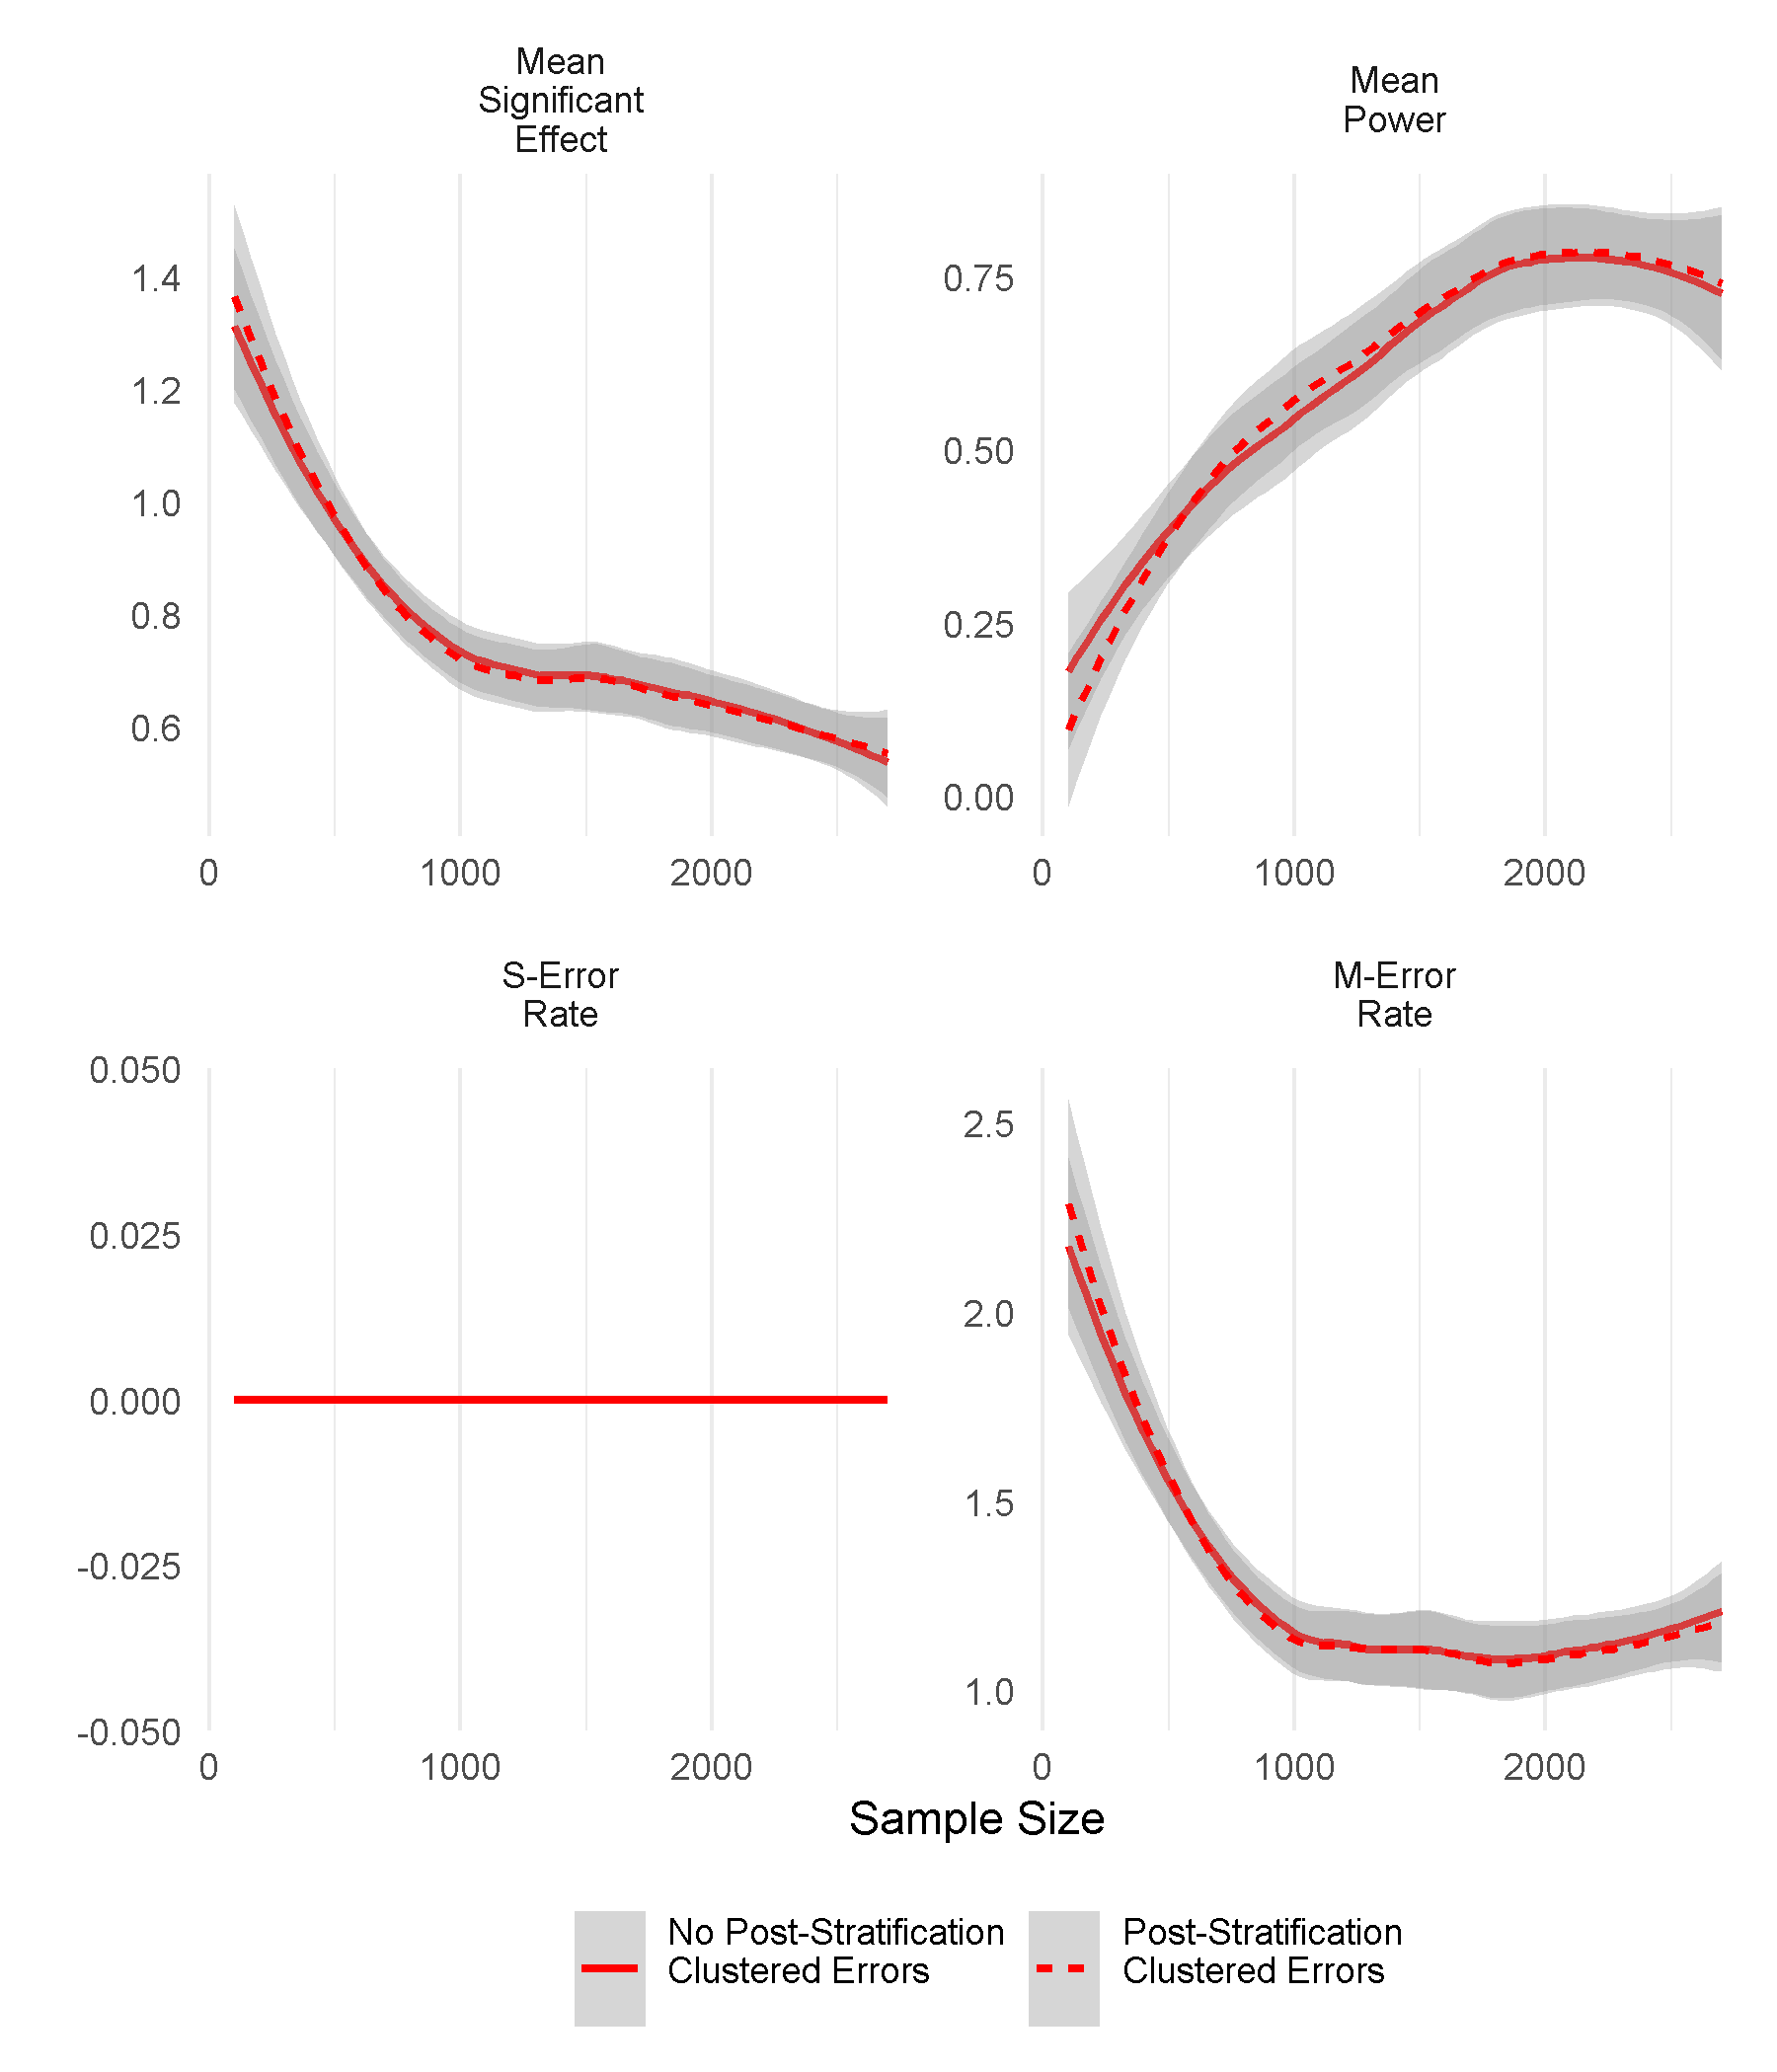 Mean
Significant
Effect
Mean
Power
1.4
1.2
1.0
0.8
0.6
0.75
0.50
0.25
0.00
0 1000 2000
0 1000 2000
S-Error
Rate
M-Error
Rate
0.050
0.025
0.000
-0.025
-0.050
2.5
2.0
1.5
1.0
0 1000 2000
0 1000 2000
Sample Size
No Post-Stratification
Clustered Errors
Post-Stratification
Clustered Errors